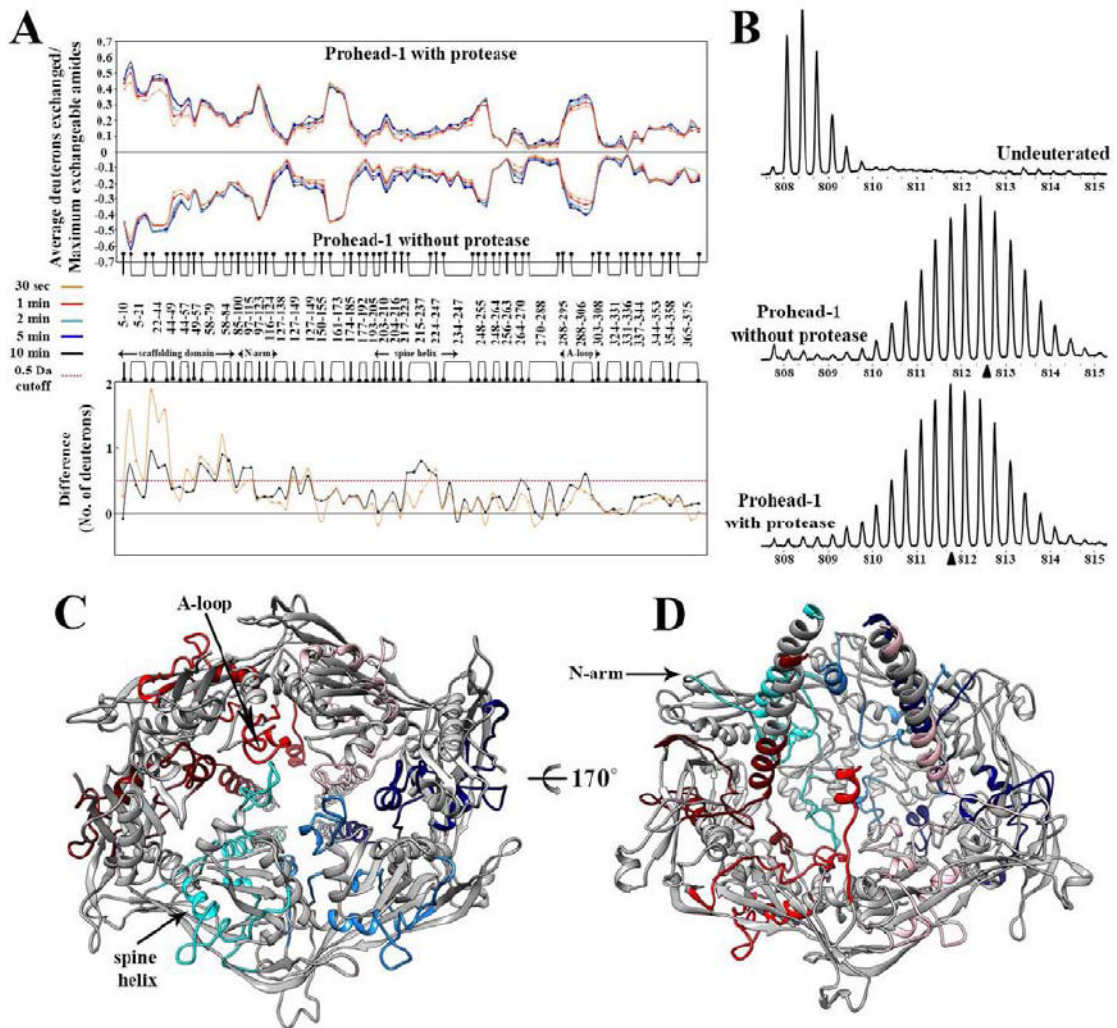 A
Average deuterons exchanged/
Maximum exchangeable amides
0.7
0.6
0.5
0.4
0.3
0.2
0.1
0
-0.1
-0.2
-0.3
-0.4
-0.5
-0.6
-0.7
Prohead-1 with protease
Prohead-1 without protease
30 sec
1 min
2 min
5 min
10 min
0.5 Da
cutoff
5-10
5-21
22-44
44-49
44-57
49-57
58-79
58-84
85-100
97-115
97-123
116-124
127-138
127-149
127-149
150-155
161-173
174-185
177-192
193-205
203-210
204-216
217-223
215-237
224-247
234-247
248-255
248-264
256-263
264-270
270-288
288-295
288-306
303-308
324-331
331-336
337-344
344-353
354-358
365-375
scaffolding domain
N-arm
spine helix
A-loop
Difference
(No. of deuterons)
2
1
0
B
Undeuterated
808 809 810 811 812 813 814 815
Prohead-1
without protease
808 809 810 811 812 813 814 815
Prohead-1
with protease
808 809 810 811 812 813 814 815
C
A-loop
spine
helix
170°
D
N-arm